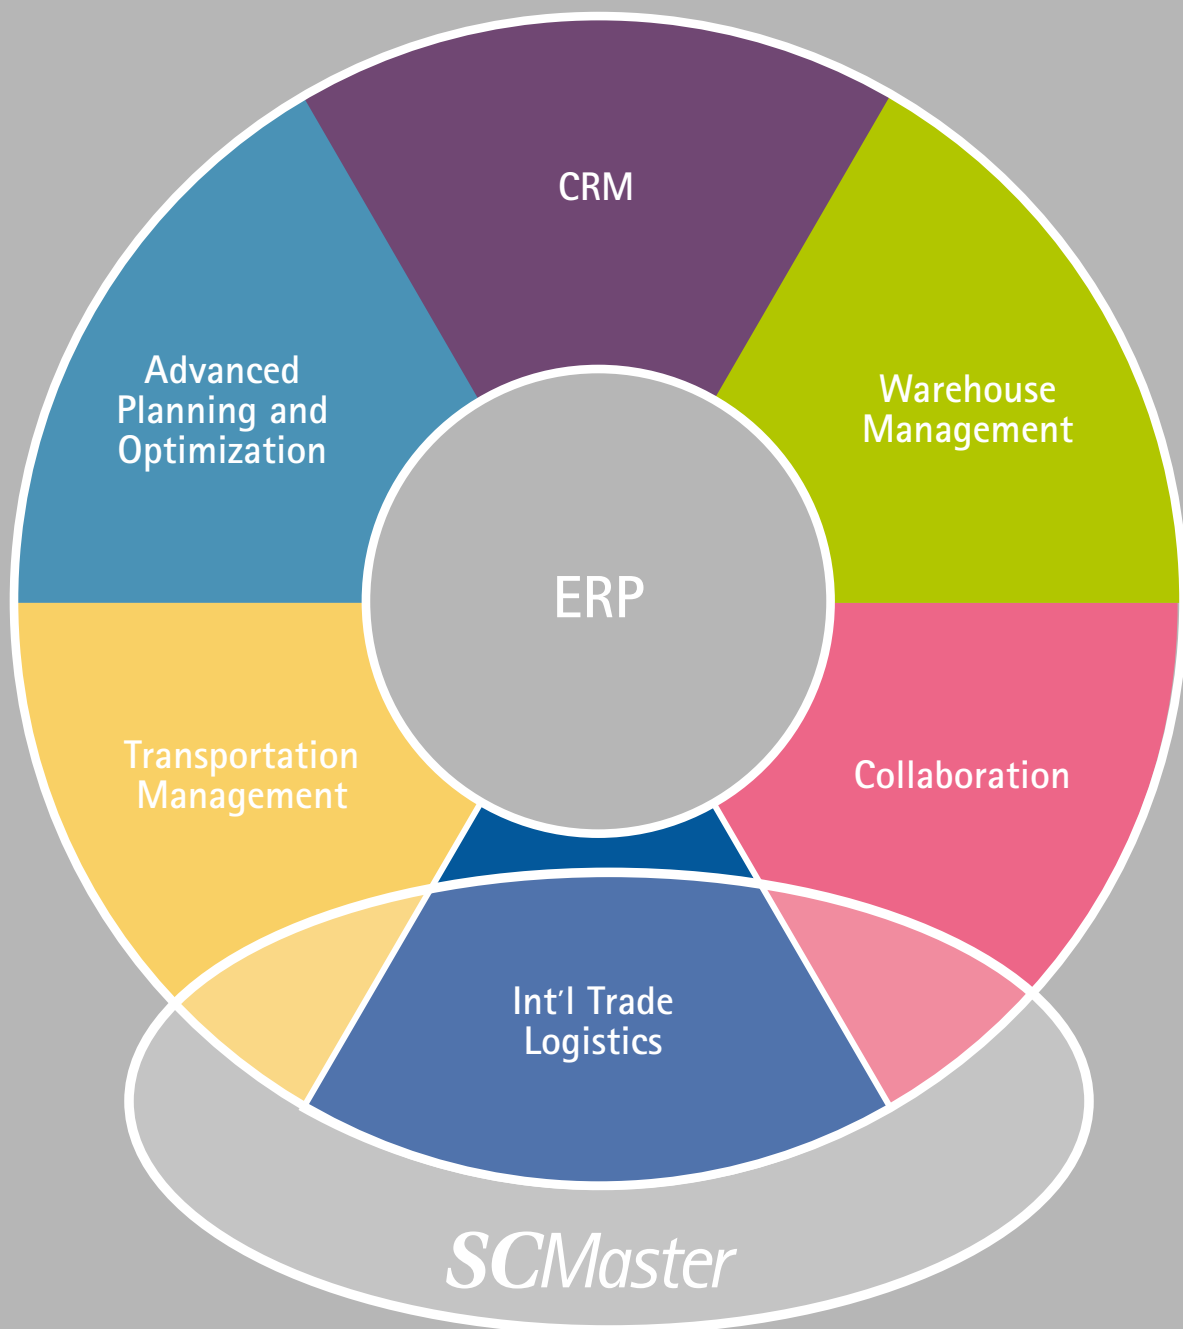 CRM
Advanced
Planning and
Optimization
Warehouse
Management
ERP
Transportation
Management
Collaboration
Int'l Trade
Logistics
SCMaster